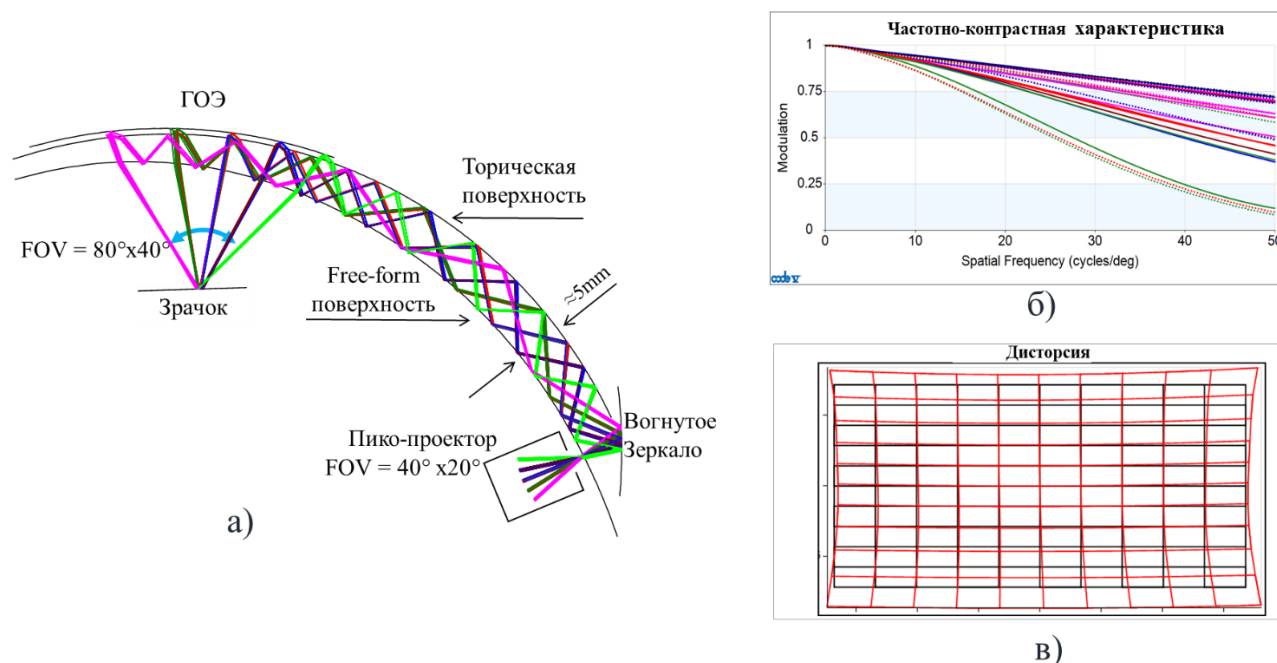 ГОЭ
Торическая
поверхность
FOV = 80°x40°
Free-form
поверхность
≈5mm
Зрачок
Вогнутое
Зеркало
Пико-проектор
FOV = 40° x20°
а)
Частотно-контрастная характеристика
1
0.75
0.5
0.25
0
Modulation
0 10 20 30 40 50
Spatial Frequency (cycles/deg)
code V
б)
Дисторсия
в)